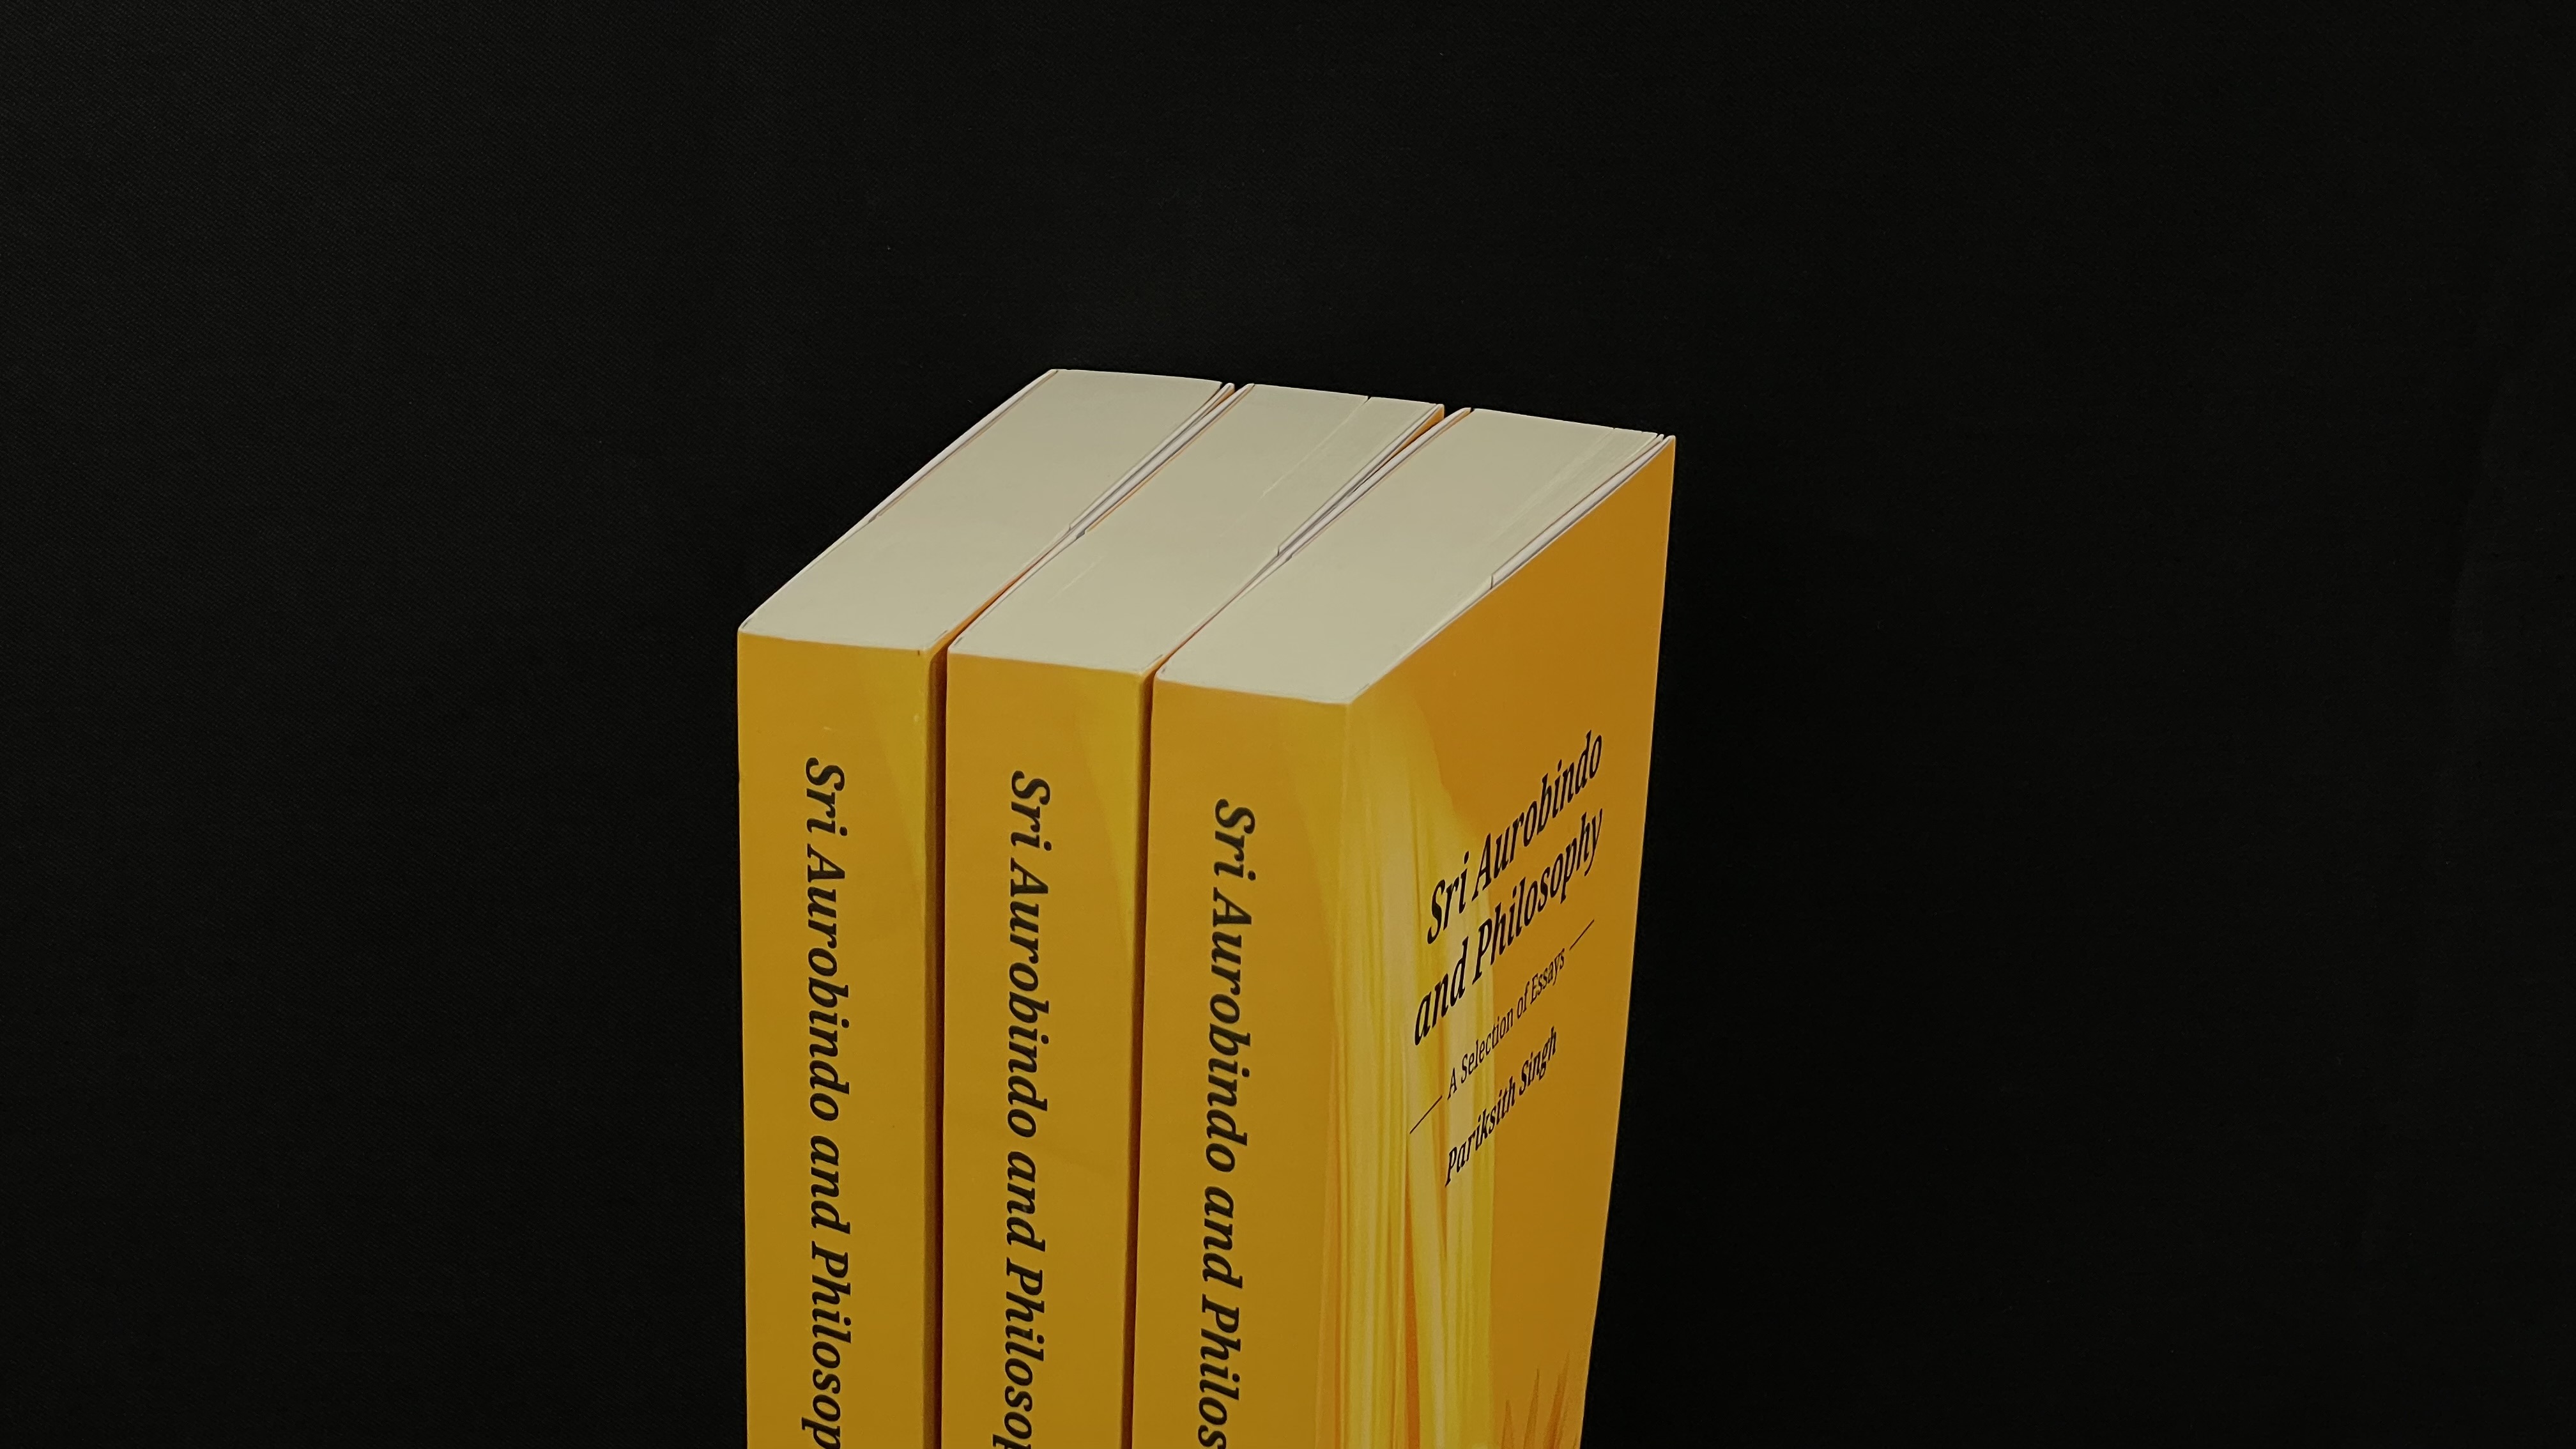 Sri Aurobindo and Philosop
Sri Aurobindo and Philosop
Sri Aurobindo and Philos
Sri Aurobindo
and Philosophy
A Selection of Essays
Pariksith Singh